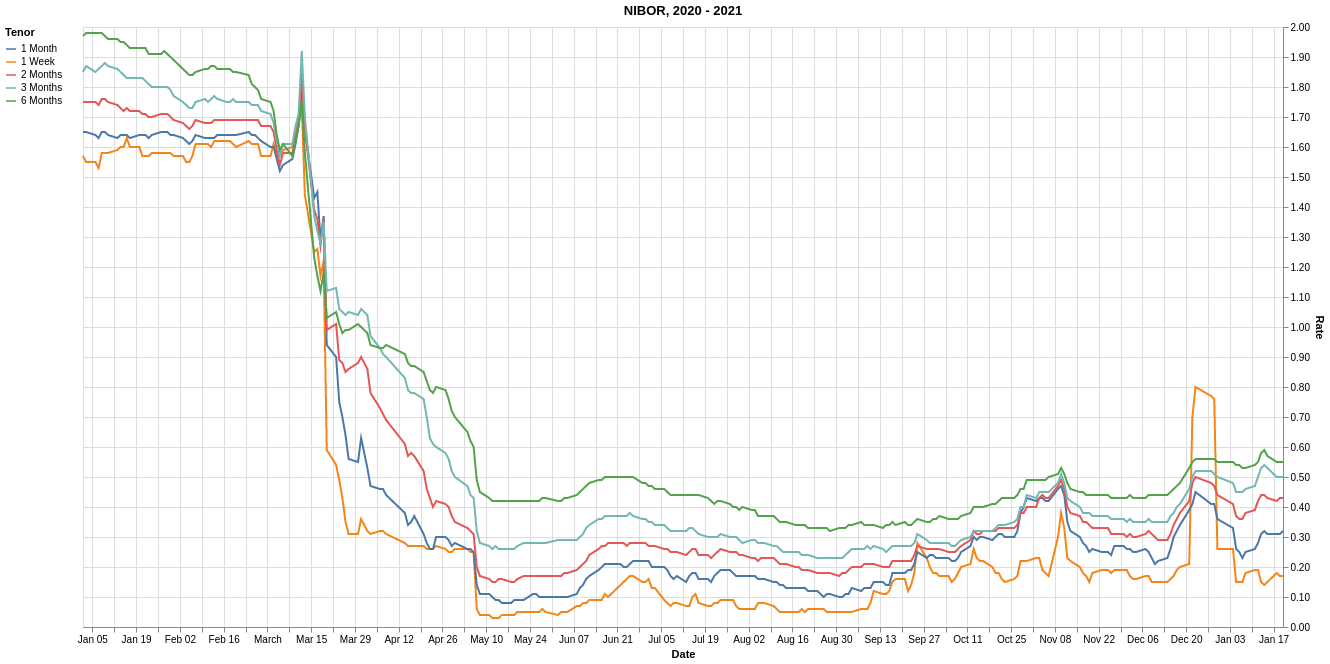 NIBOR, 2020 - 2021
Tenor
1 Month
1 Week
2 Months
3 Months
6 Months
2.00
1.90
1.80
1.70
1.60
1.50
1.40
1.30
1.20
1.10
1.00
0.90
0.80
0.70
0.60
0.50
0.40
0.30
0.20
0.10
0.00
Rate
Jan 05 Jan 19 Feb 02 Feb 16 March Mar 15 Mar 29 Apr 12 Apr 26 May 10 May 24 Jun 07 Jun 21 Jul 05 Jul 19 Aug 02 Aug 16 Aug 30 Sep 13 Sep 27 Oct 11 Oct 25 Nov 08 Nov 22 Dec 06 Dec 20 Jan 03 Jan 17
Date